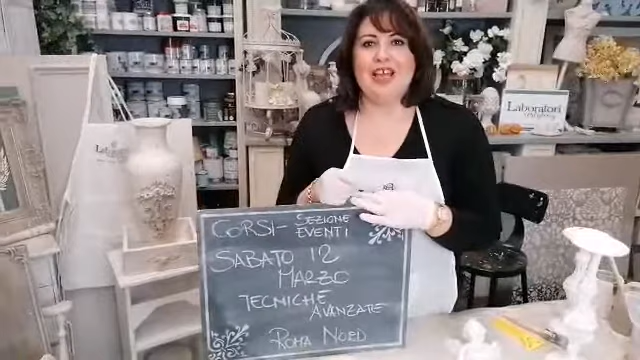 CORSI - SEZIONE
EVENTI
SABATO 12
MARZO
TECNICHE
AVANZATE
ROMA NORD
LABORATORI